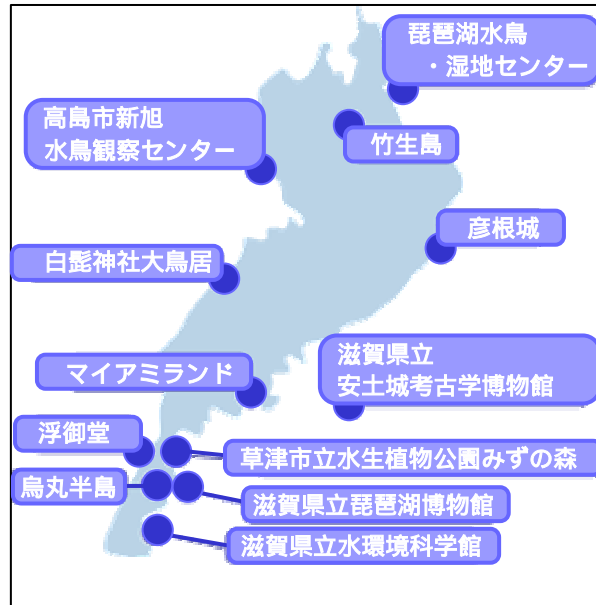 琵琶湖水鳥
・湿地センター
高島市新旭
水鳥観察センター
竹生島
彦根城
白髭神社大鳥居
滋賀県立
安土城考古学博物館
マイアミランド
浮御堂
草津市立水生植物公園みずの森
烏丸半島
滋賀県立琵琶湖博物館
滋賀県立水環境科学館